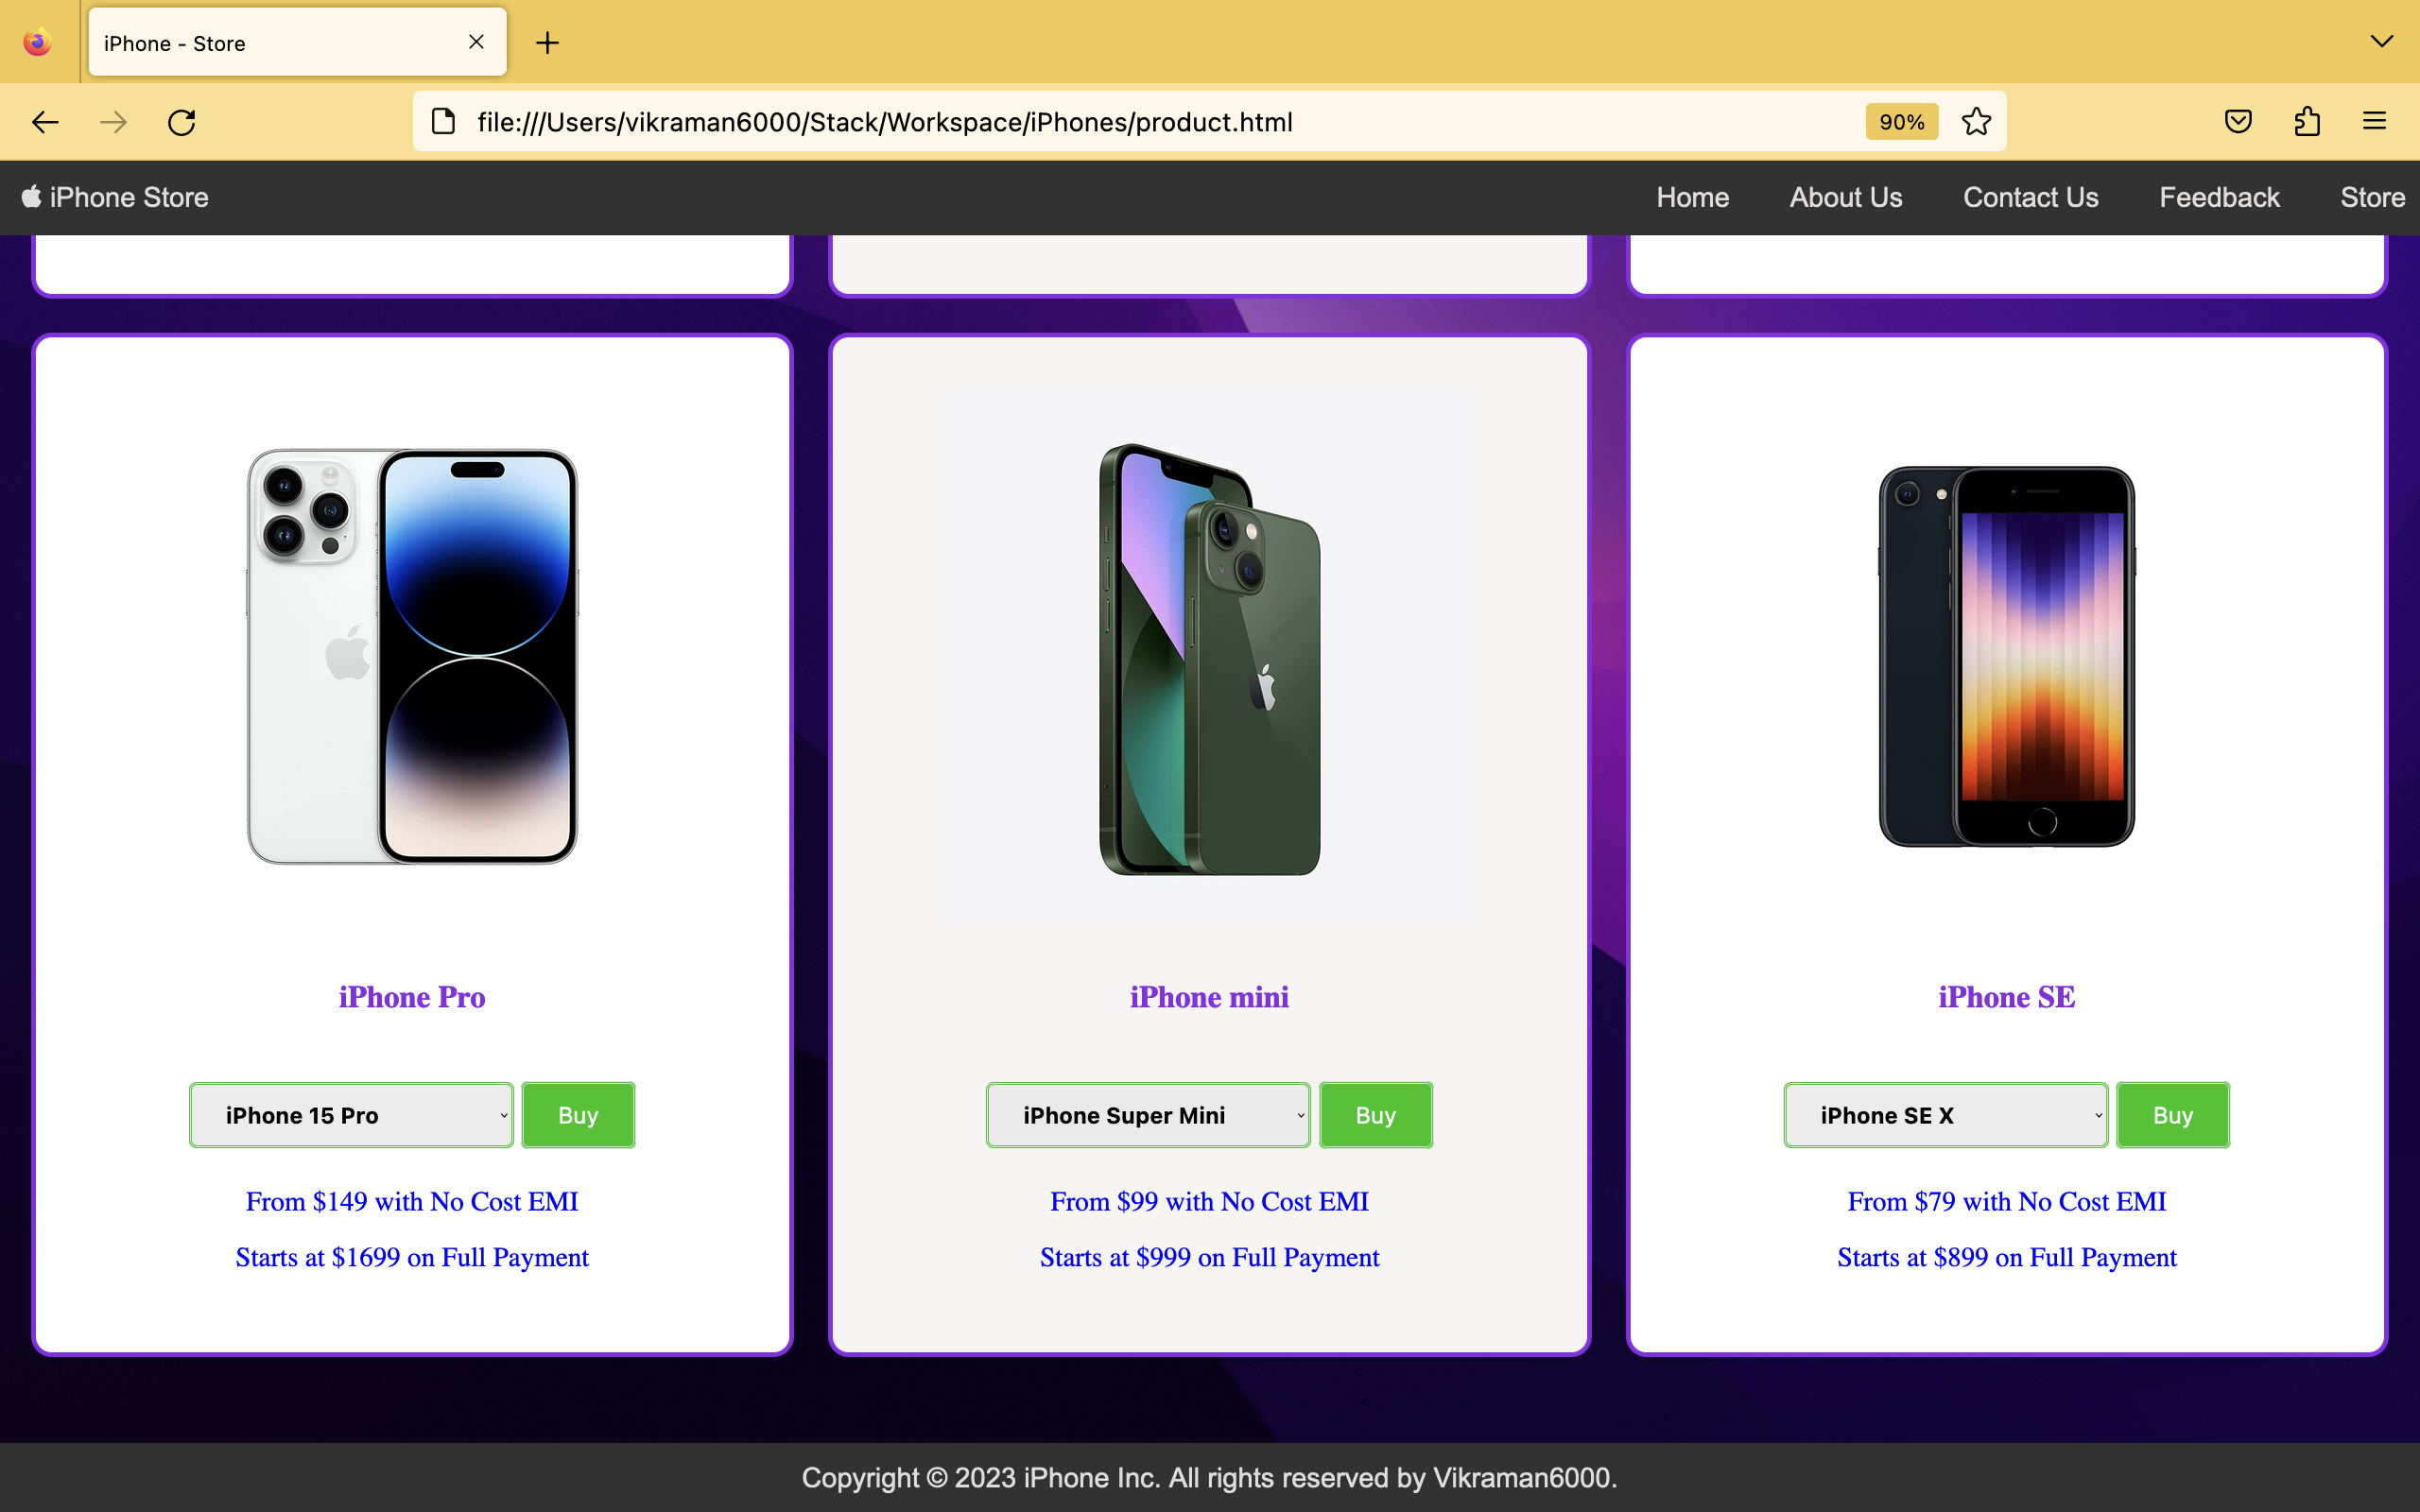 iPhone - Store
file:///Users/vikraman6000/Stack/Workspace/iPhones/product.html
90%
iPhone Store
Home
About Us
Contact Us
Feedback
Store
iPhone Pro
iPhone 15 Pro
Buy
From $149 with No Cost EMI
Starts at $1699 on Full Payment
iPhone mini
iPhone Super Mini
Buy
From $99 with No Cost EMI
Starts at $999 on Full Payment
iPhone SE
iPhone SE X
Buy
From $79 with No Cost EMI
Starts at $899 on Full Payment
Copyright © 2023 iPhone Inc. All rights reserved by Vikraman6000.